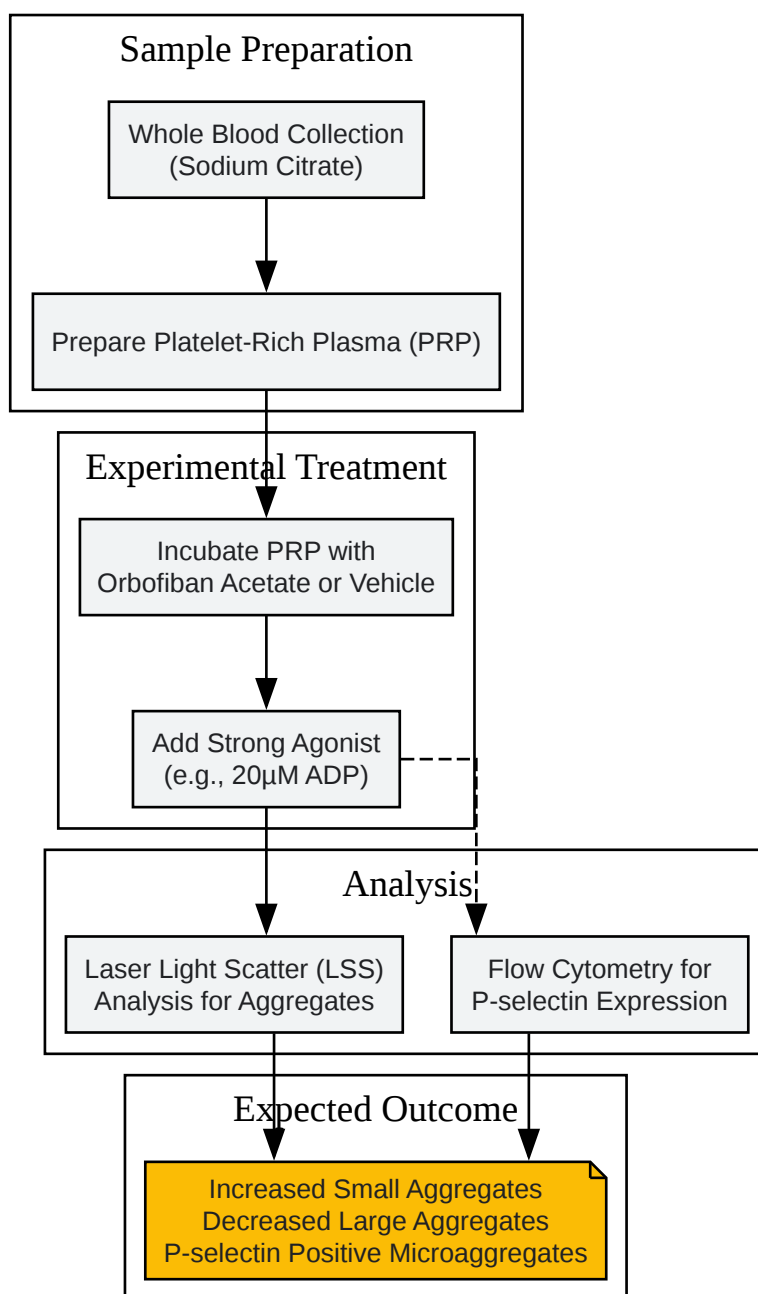 Sample Preparation
Whole Blood Collection
(Sodium Citrate)
Prepare Platelet-Rich Plasma (PRP)
Experimental Treatment
Incubate PRP with
Orbofiban Acetate or Vehicle
Add Strong Agonist
(e.g., 20µM ADP)
Analysis
Laser Light Scatter (LSS)
Analysis for Aggregates
Flow Cytometry for
P-selectin Expression
Expected Outcome
Increased Small Aggregates
Decreased Large Aggregates
P-selectin Positive Microaggregates